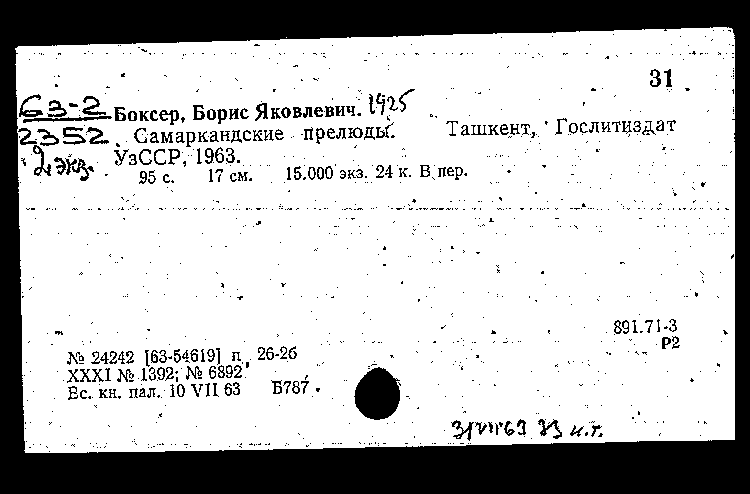 31
63-2 Боксер, Борис Яковлевич. 1925
2352 Самаркандские прелюды. Ташкент, Гослитиздат
2 экз. УзССР, 1963.
95 с. 17 см. 15.000 экз. 24 к. В пер.
891.71-3
Р2
№ 24242 [63-54619] п 26-2б
XXXI № 1392; № 6892
Вс. кн. пал. 10 VII 63 Б787
63 н.г.